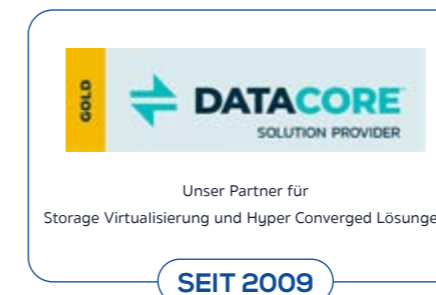 GOLD
DATACORE
SOLUTION PROVIDER
Unser Partner für
Storage Virtualisierung und Hyper Converged Lösunge
SEIT 2009